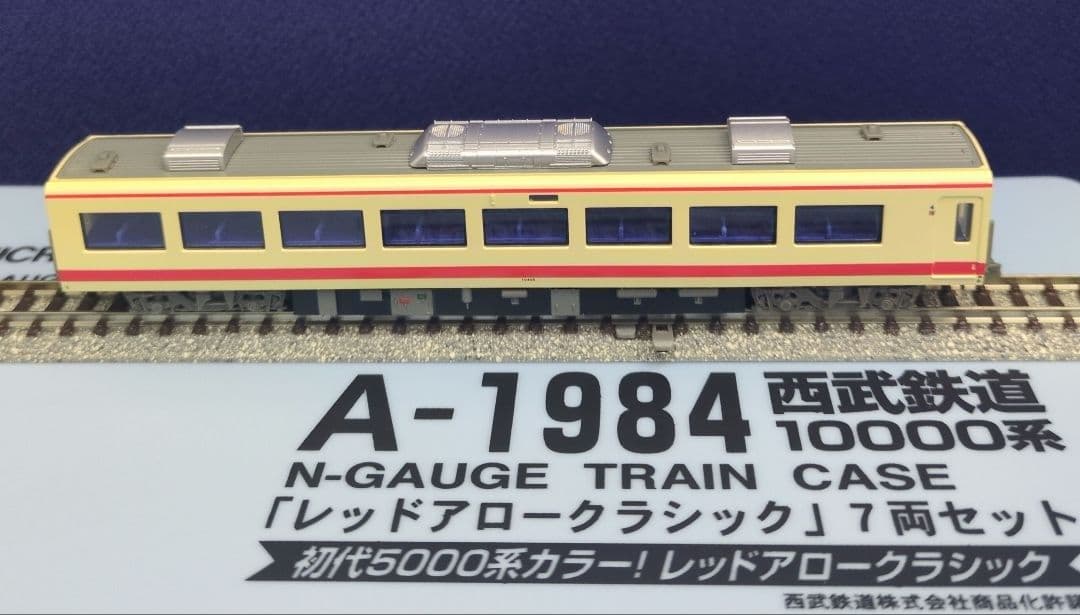 A-1984 西武鉄道
10000系
N-GAUGE TRAIN CASE
「レッドアロークラシック」7両セット
初代5000系カラー! レッドアロークラシック
西武鉄道株式会社商品化許諾